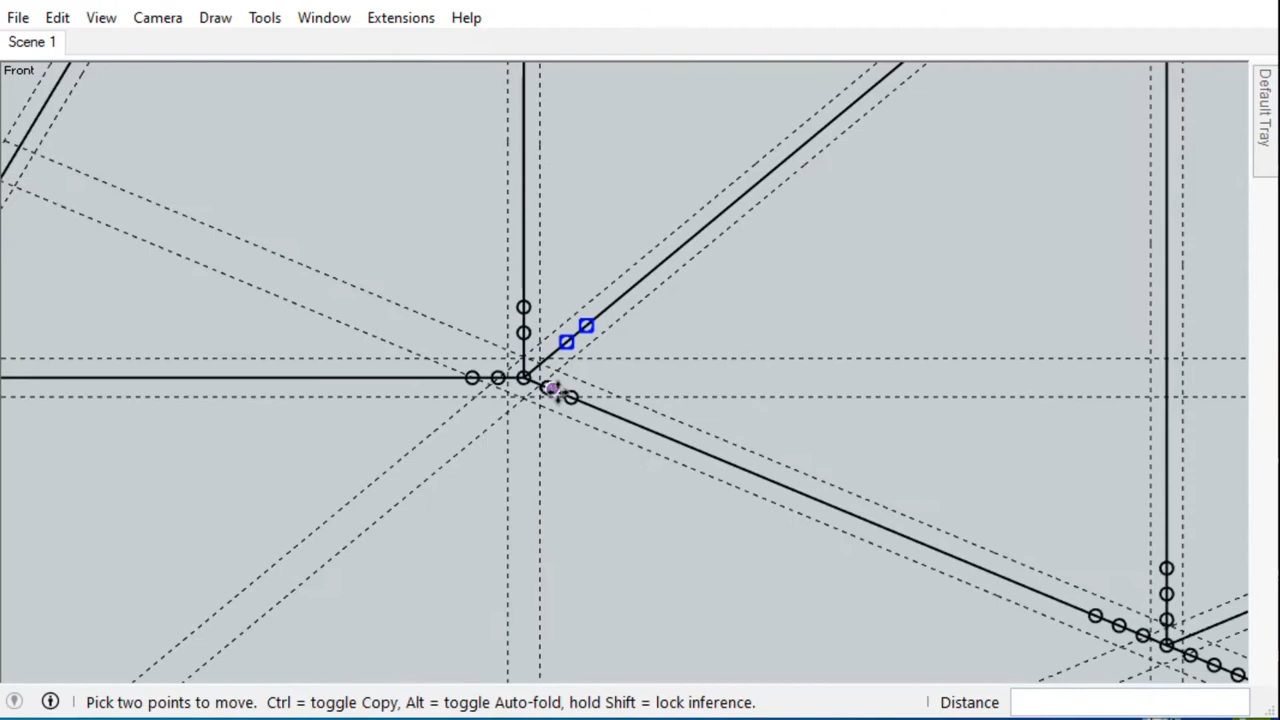 File Edit View Camera Draw Tools Window Extensions Help
Scene 1
Front
Default Tray
Pick two points to move. Ctrl = toggle Copy, Alt = toggle Auto-fold, hold Shift = lock inference. Distance